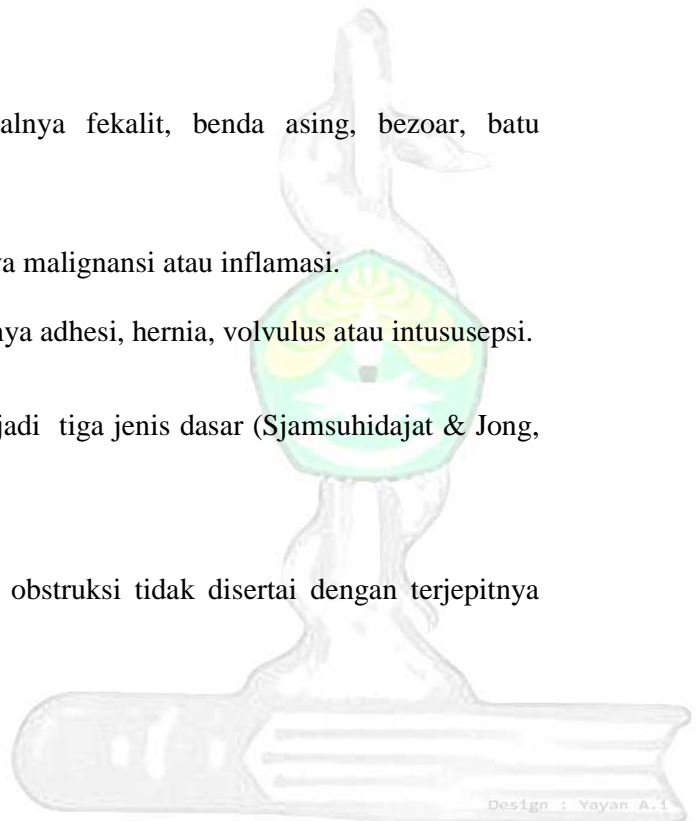 alnya fekalit, benda asing, bezoar, batu
ya malignansi atau inflamasi.
nya adhesi, hernia, volvulus atau intususepsi.
jadi tiga jenis dasar (Sjamsuhidajat & Jong,
obstruksi tidak disertai dengan terjepitnya
Design : Yayan A.i